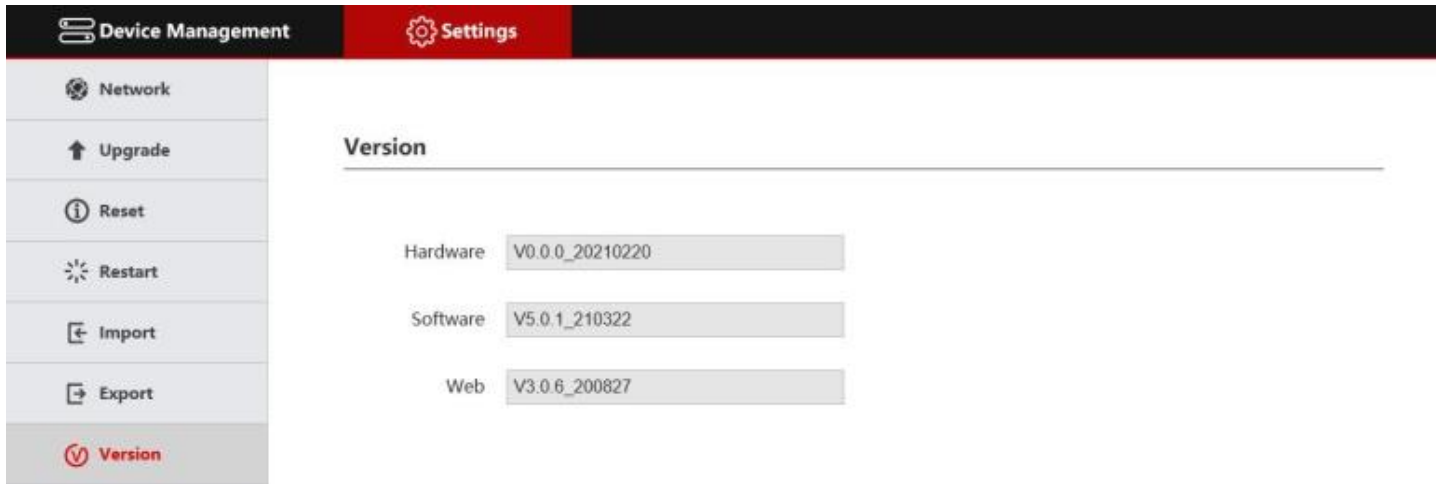 Device Management
Settings
Network
Upgrade
Reset
Restart
Import
Export
Version
Version
Hardware V0.0.0_20210220
Software V5.0.1_210322
Web V3.0.6_200827